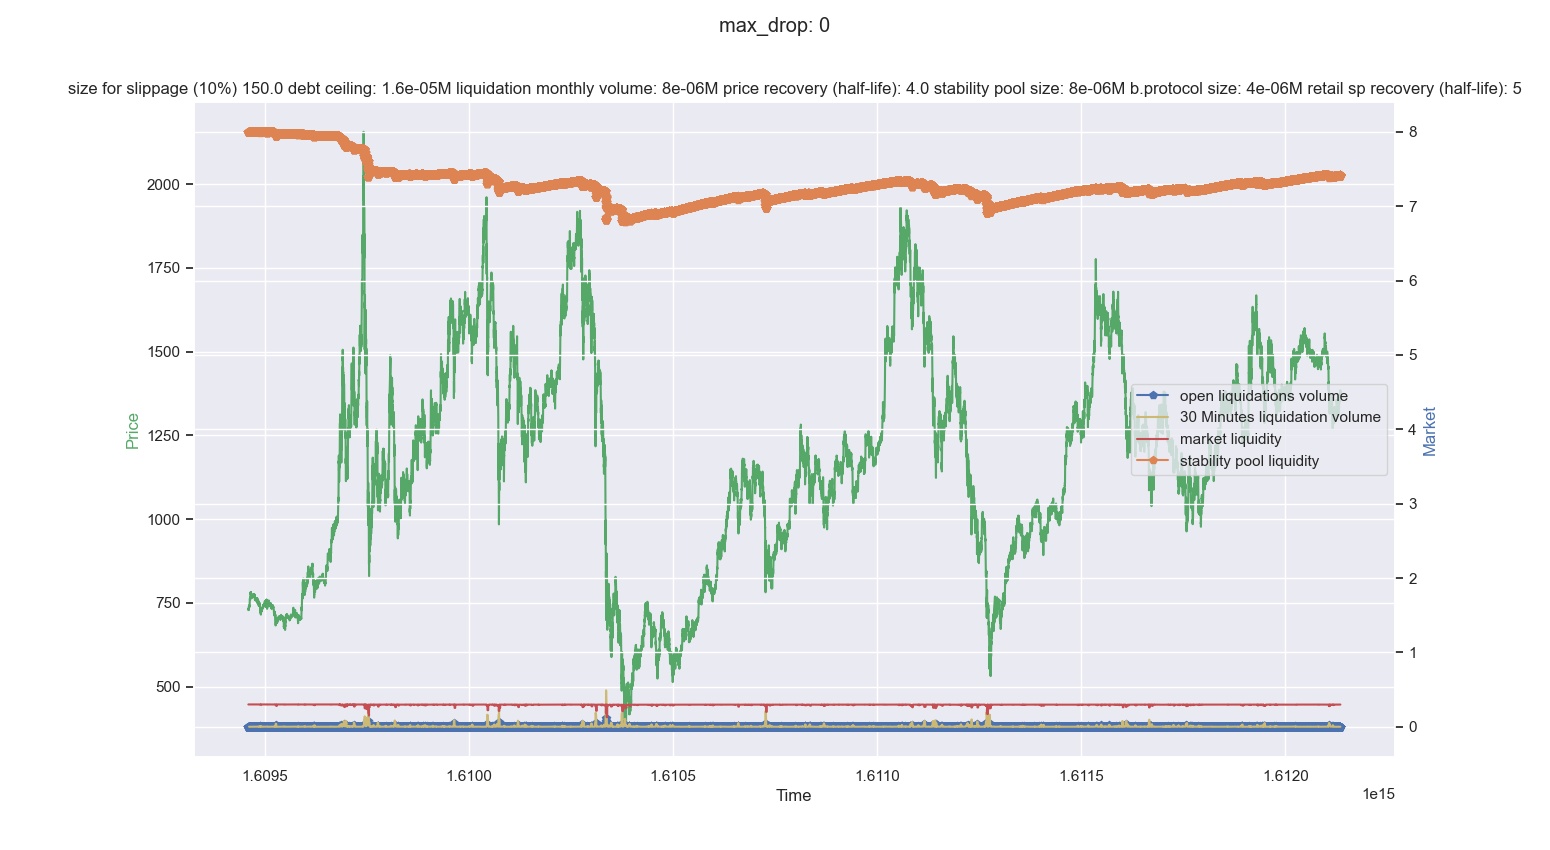 max_drop: 0
size for slippage (10%) 150.0 debt ceiling: 1.6e-05M liquidation monthly volume: 8e-06M price recovery (half-life): 4.0 stability pool size: 8e-06M b.protocol size: 4e-06M retail sp recovery (half-life): 5
8
2000
7
1750
6
1500
5
open liquidations volume
30 Minutes liquidation volume
market liquidity
stability pool liquidity
Price
1250
4
Market
3
1000
2
750
1
500
0
1.6095
1.6100
1.6105
1.6110
1.6115
1.6120
Time
1e15